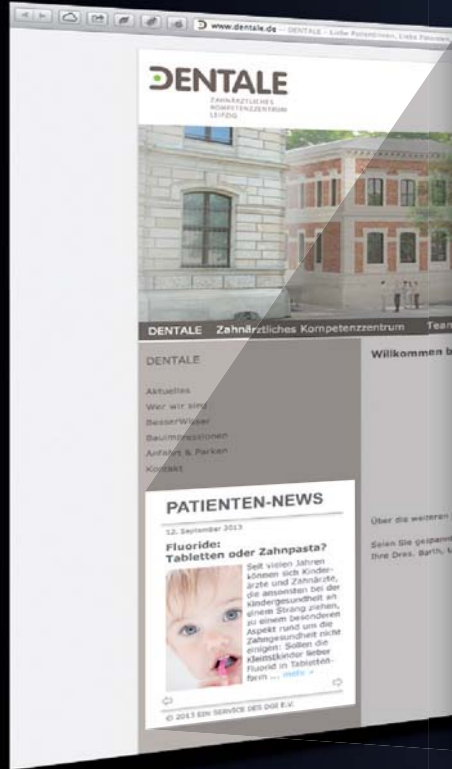 www.dentale.de — DENTALE - Liebe Patientinnen, Liebe Patienten,
DENTALE
ZAHNÄRZTLICHES
KOMPETENZZENTRUM
LEIPZIG
DENTALE Zahnärztliches Kompetenzzentrum Team
DENTALE
Willkommen b
Aktuelles
Wer wir sind
BesserWisser
Bauimpressionen
Anfahrt & Parken
Kontakt
PATIENTEN-NEWS
12. September 2013
Fluoride:
Tabletten oder Zahnpasta?
Seit vielen Jahren
können sich Kinder-
ärzte und Zahnärzte,
die ansonsten bei der
Kindergesundheit an
einem Strang ziehen,
zu einem besonderen
Aspekt rund um die
Zahngesundheit nicht
einigen: Sollen die
Kleinstkinder lieber
Fluorid in Tabletten-
form ... mehr »
© 2013 EIN SERVICE DES DGI E.V.
Über die weiteren
Seien Sie gespannt
Ihre Dres. Barth,